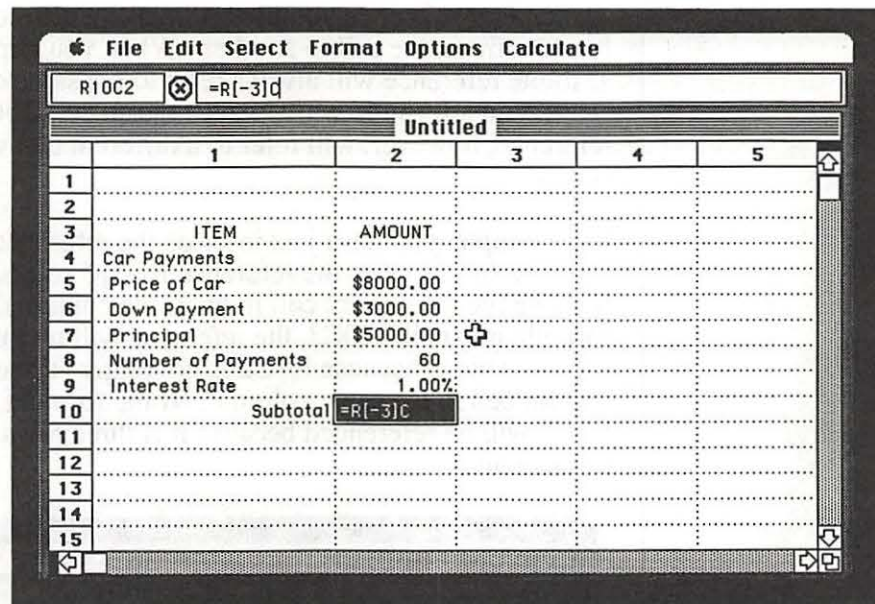 File Edit Select Format Options Calculate
R10C2 =R[-3]C
Untitled
1 2 3 4 5
1
2
3 ITEM AMOUNT
4 Car Payments
5 Price of Car $8000.00
6 Down Payment $3000.00
7 Principal $5000.00
8 Number of Payments 60
9 Interest Rate 1.00%
10 Subtotal =R[-3]C
11
12
13
14
15